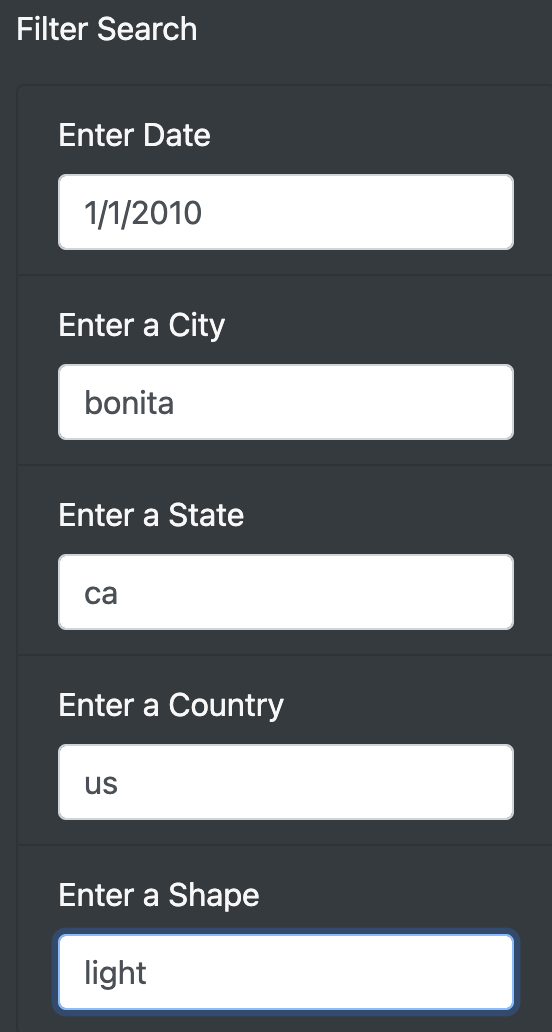 Filter Search
Enter Date
1/1/2010
Enter a City
bonita
Enter a State
ca
Enter a Country
us
Enter a Shape
light